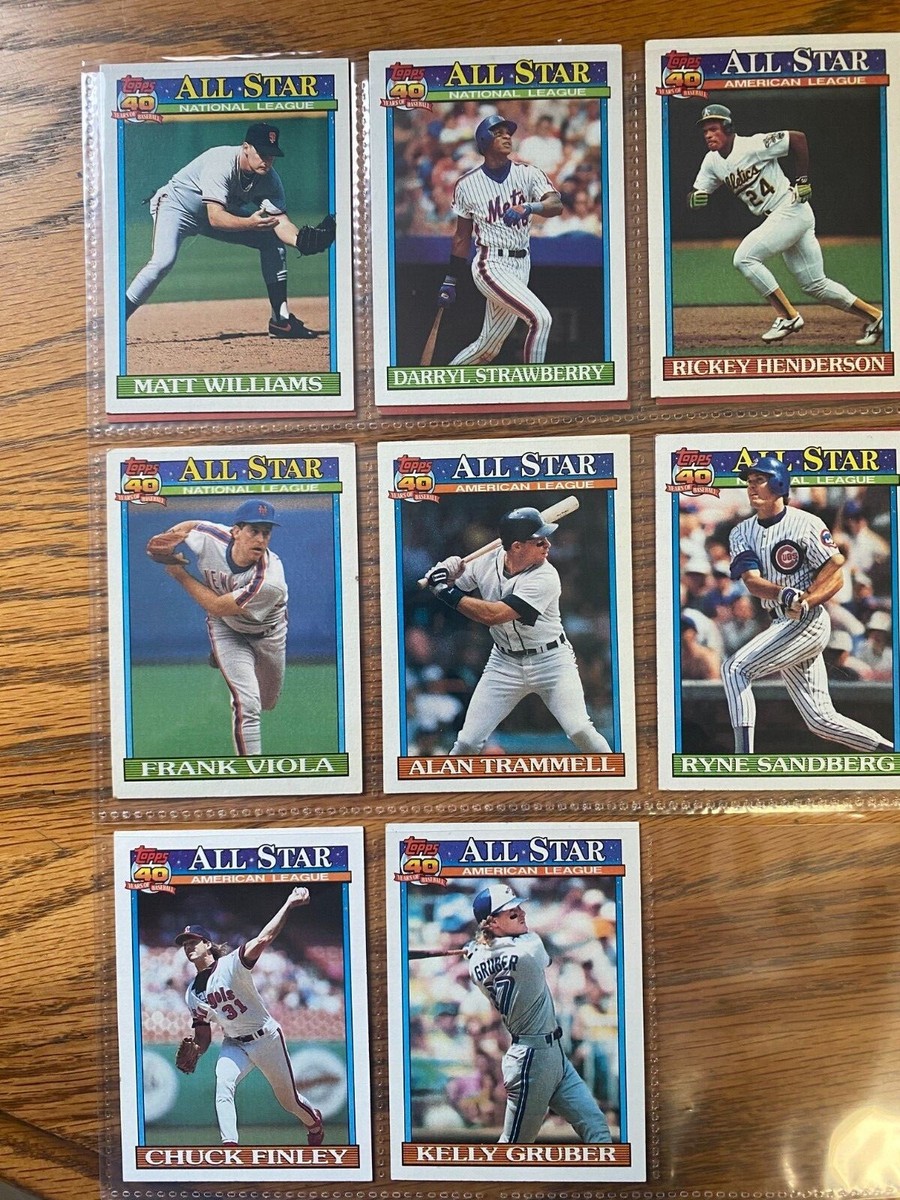 Topps
40
YEARS OF BASEBALL
ALL STAR
NATIONAL LEAGUE
MATT WILLIAMS
Topps
40
YEARS OF BASEBALL
ALL STAR
NATIONAL LEAGUE
Mets
DARRYL STRAWBERRY
Topps
40
YEARS OF BASEBALL
ALL STAR
AMERICAN LEAGUE
Athletics
24
RICKEY HENDERSON
Topps
40
YEARS OF BASEBALL
ALL STAR
NATIONAL LEAGUE
FRANK VIOLA
Topps
40
YEARS OF BASEBALL
ALL STAR
AMERICAN LEAGUE
ALAN TRAMMELL
Topps
40
YEARS OF BASEBALL
ALL STAR
AL LEAGUE
CUBS
RYNE SANDBERG
Topps
40
YEARS OF BASEBALL
ALL STAR
AMERICAN LEAGUE
gels
31
CHUCK FINLEY
Topps
40
YEARS OF BASEBALL
ALL STAR
AMERICAN LEAGUE
GRUBER
17
KELLY GRUBER